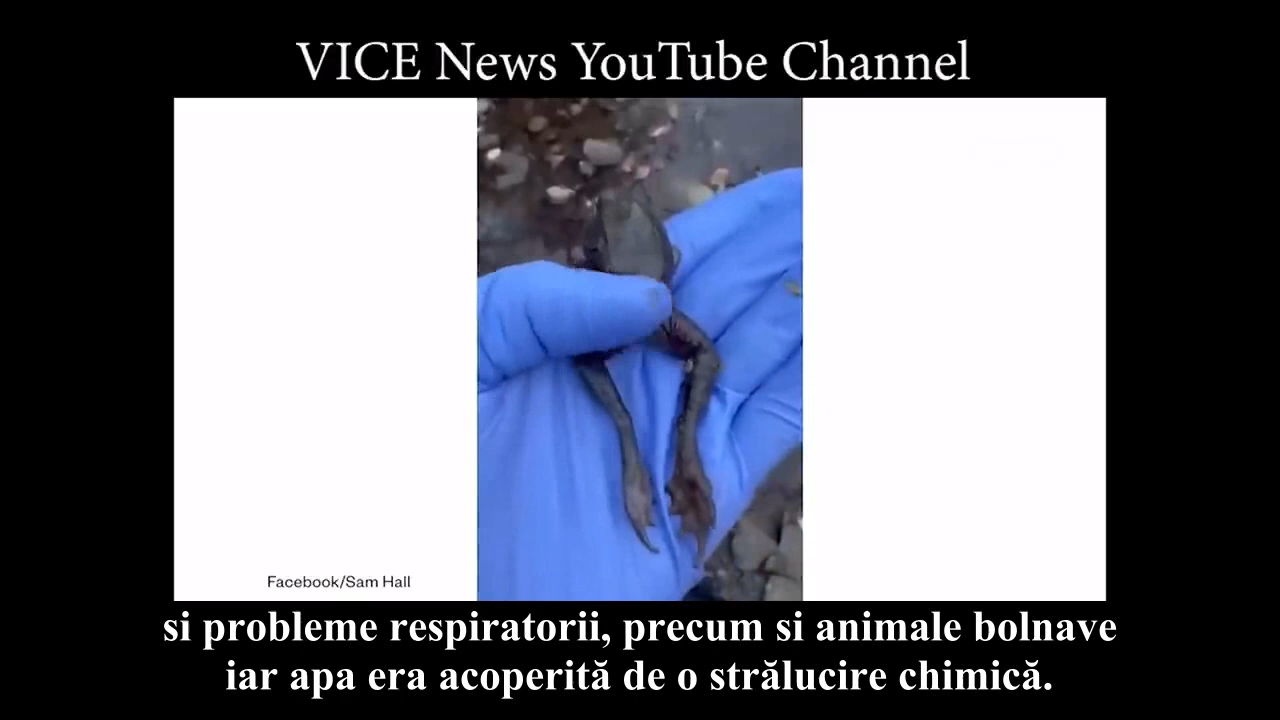 VICE News YouTube Channel
Facebook/Sam Hall
si probleme respiratorii, precum si animale bolnave
iar apa era acoperită de o strălucire chimică.